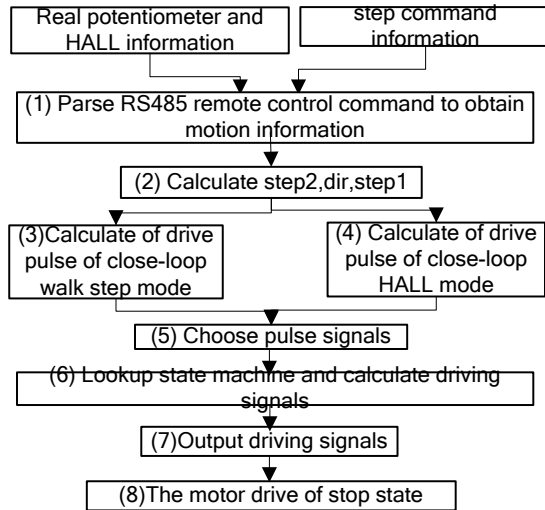 Real potentiometer and
HALL information
step command
information
(1) Parse RS485 remote control command to obtain
motion information
(2) Calculate step2,dir,step1
(3)Calculate of drive
pulse of close-loop
walk step mode
(4) Calculate of drive
pulse of close-loop
HALL mode
(5) Choose pulse signals
(6) Lookup state machine and calculate driving
signals
(7)Output driving signals
(8)The motor drive of stop state